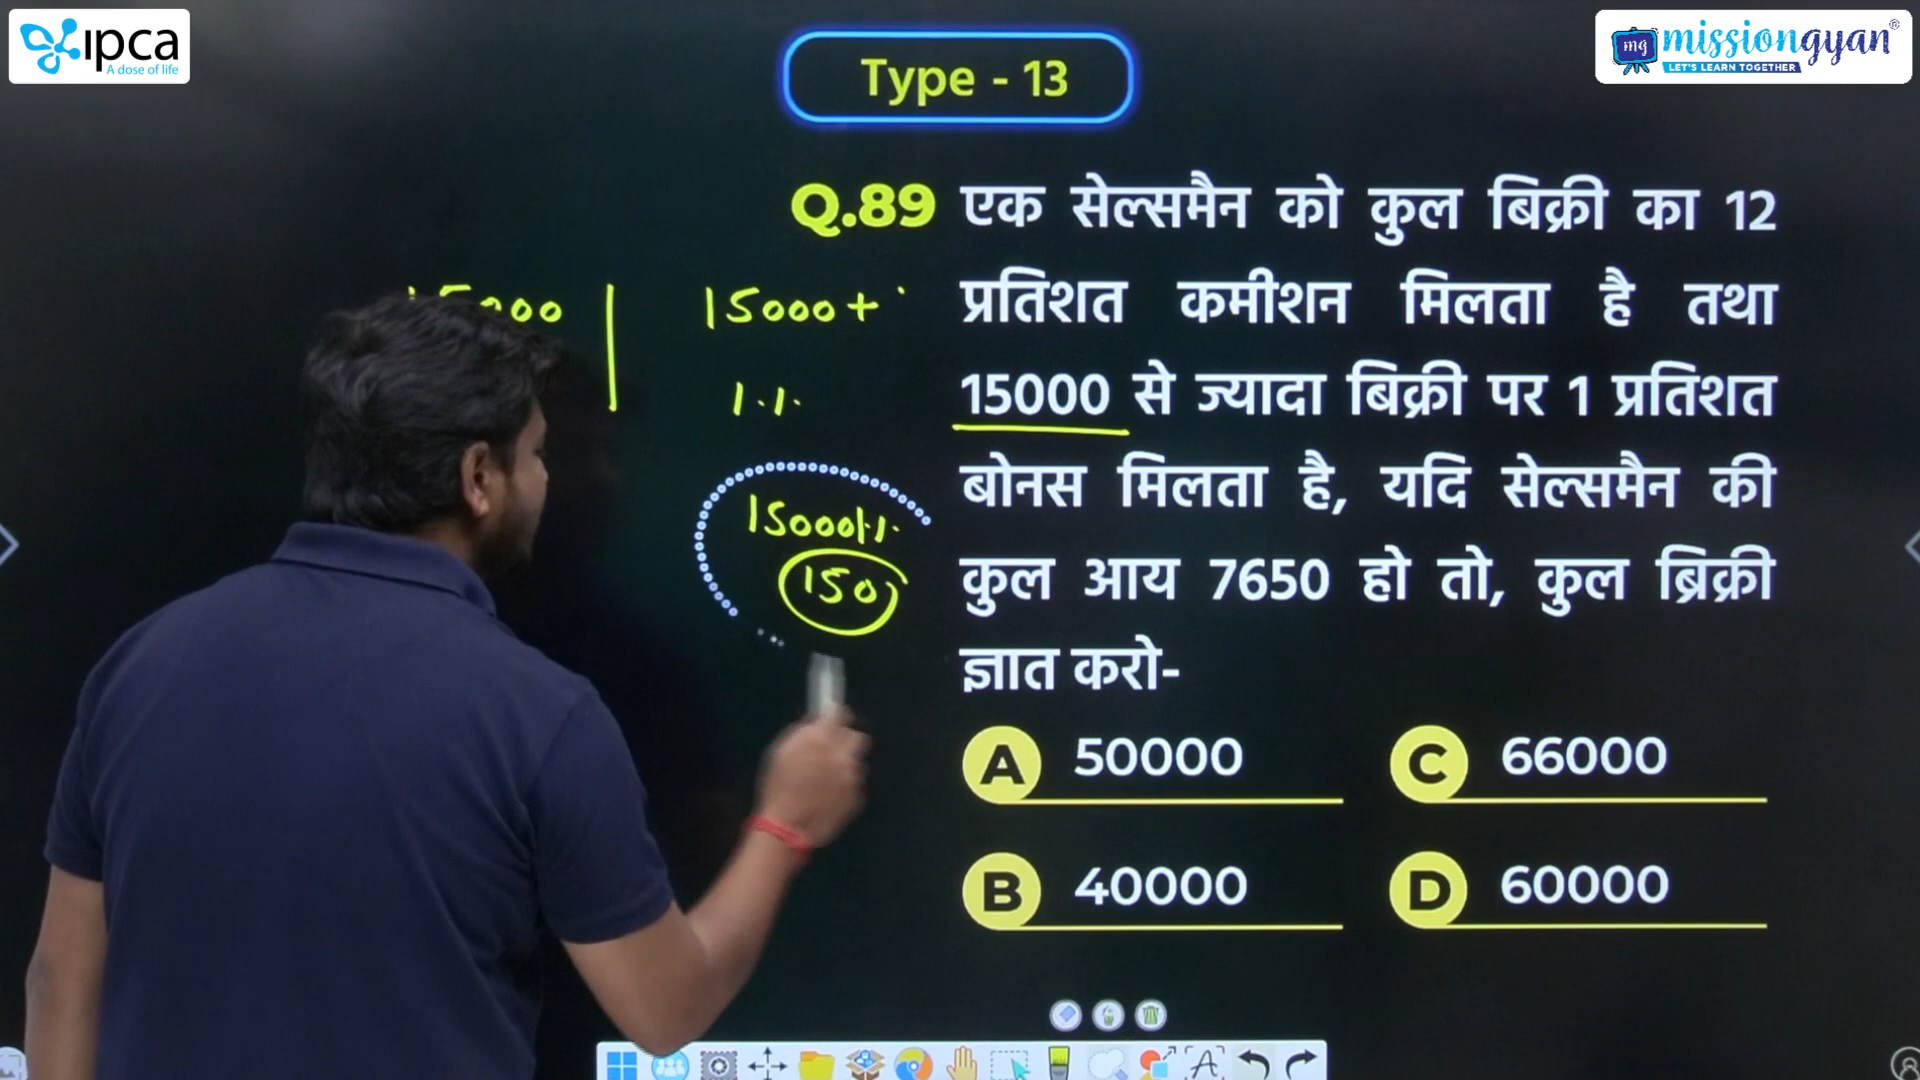 ipca
A dose of life
missiongyan®
LET'S LEARN TOGETHER
Type - 13
Q.89 एक सेल्समैन को कुल बिक्री का 12
प्रतिशत कमीशन मिलता है तथा
15000 से ज्यादा बिक्री पर 1 प्रतिशत
बोनस मिलता है, यदि सेल्समैन की
कुल आय 7650 हो तो, कुल ब्रिक्री
ज्ञात करो-
A 50000
C 66000
B 40000
D 60000
15000
15000+
1%
15000 1%
150